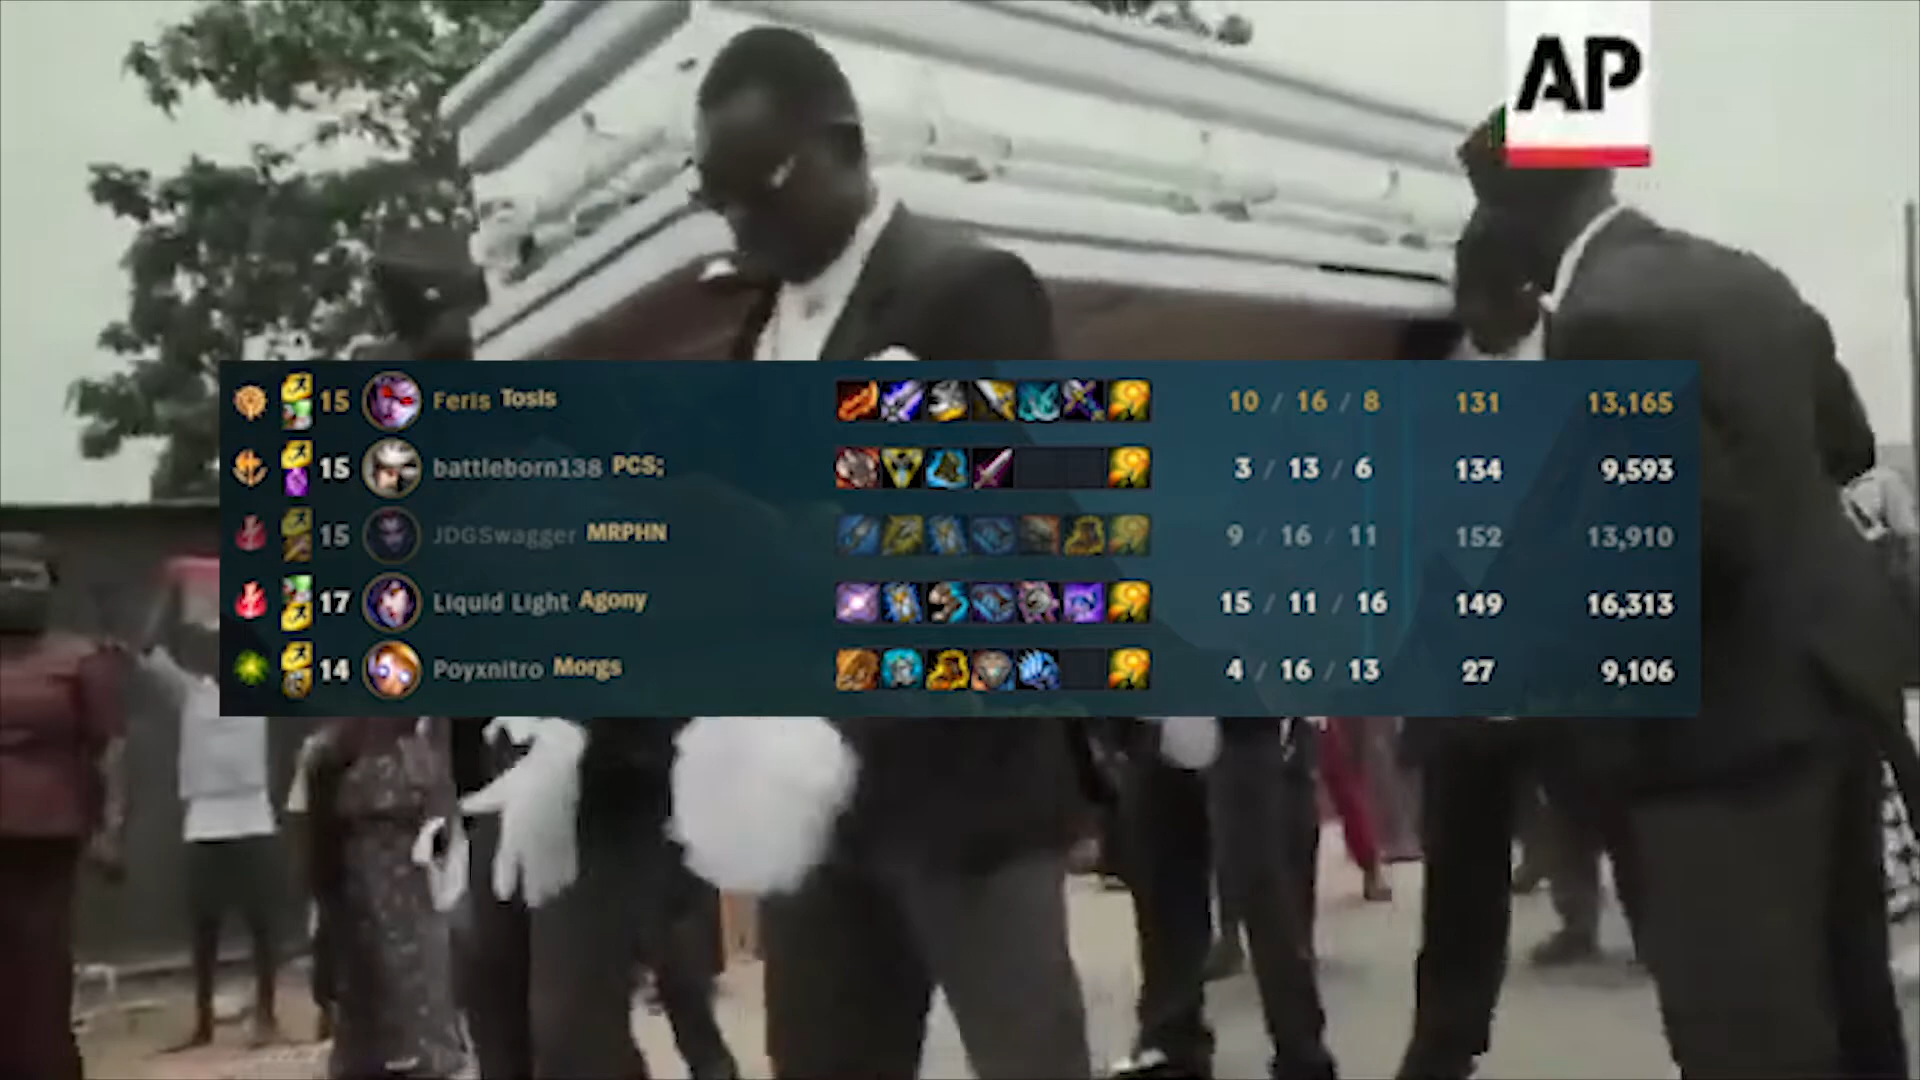 AP
15 Feris Tosis 10 / 16 / 8 131 13,165
15 battleborn138 PCS; 3 / 13 / 6 134 9,593
15 JDGSwagger MRPHN 9 / 16 / 11 152 13,910
17 Liquid Light Agony 15 / 11 / 16 149 16,313
14 Poyxnitro Morgs 4 / 16 / 13 27 9,106